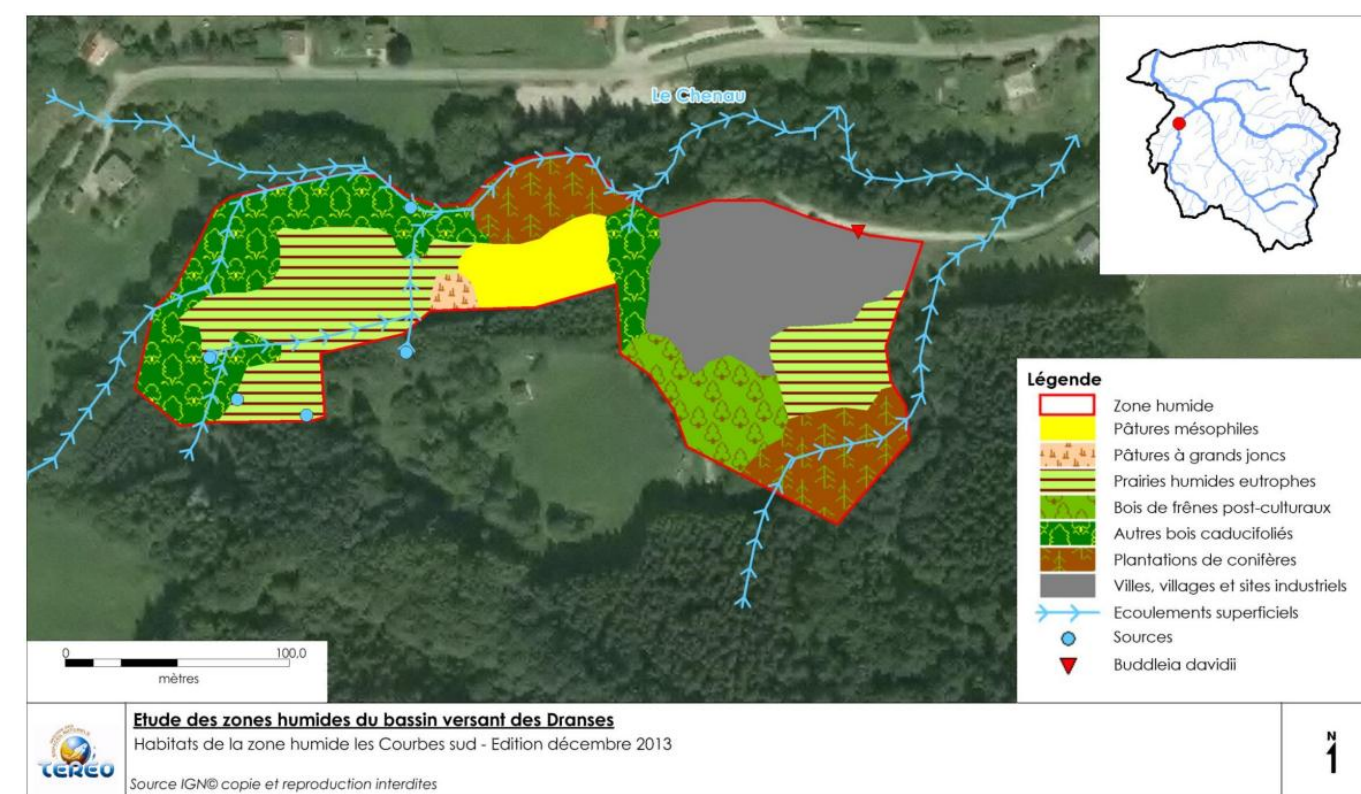 Le Chenau
Légende
Zone humide
Pâtures mésophiles
Pâtures à grands joncs
Prairies humides eutrophes
Bois de frênes post-culturaux
Autres bois caducifoliés
Plantations de conifères
Villes, villages et sites industriels
Ecoulements superficiels
Sources
Buddleia davidii
0 100,0
mètres
Etude des zones humides du bassin versant des Dranses
Habitats de la zone humide les Courbes sud - Edition décembre 2013
Source IGN© copie et reproduction interdites
TEREO
N
1